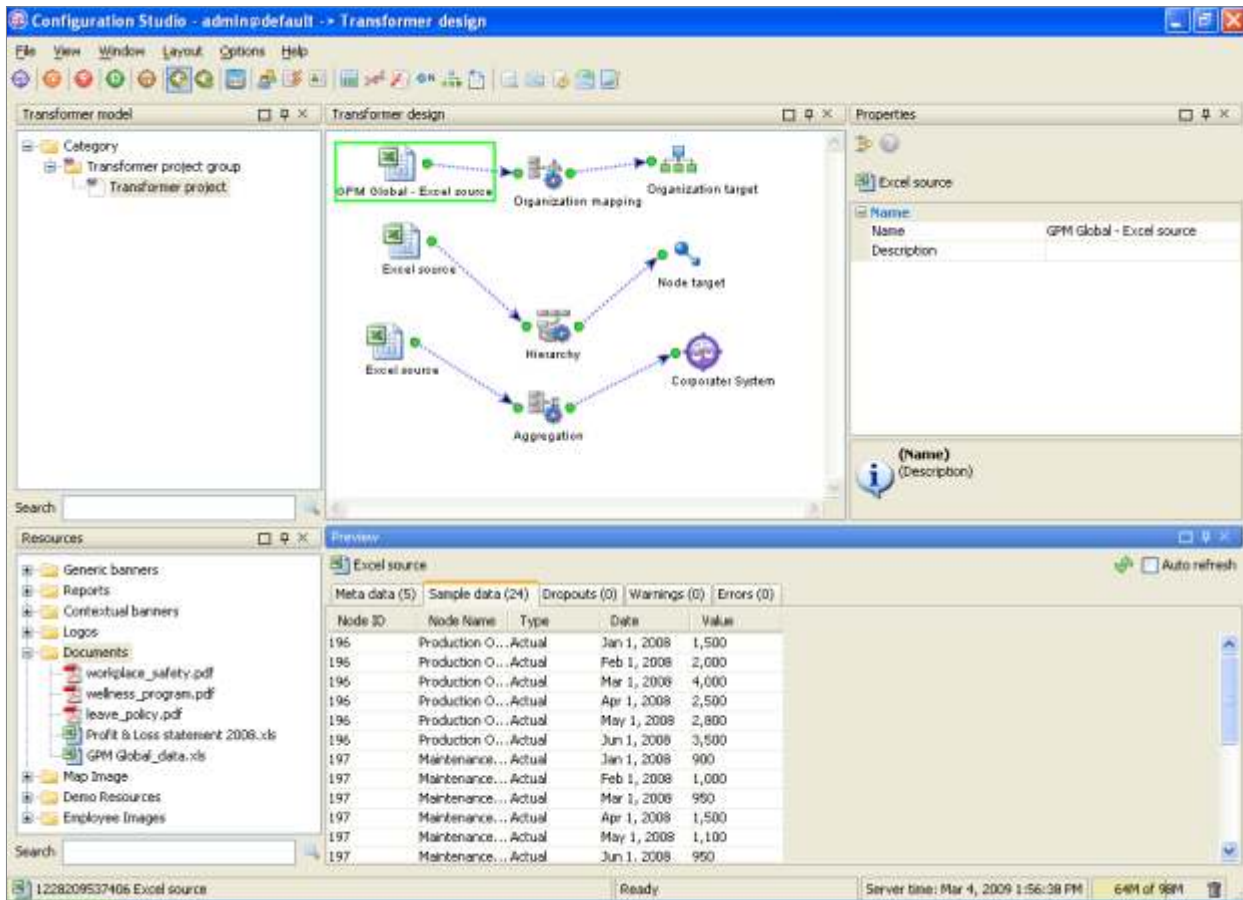 Configuration Studio - admin@default -> Transformer design
File View Window Layout Options Help
Transformer model
Category
Transformer project group
Transformer project
Search
Transformer design
GPM Global - Excel source
Organization mapping
Organization target
Excel source
Hierarchy
Node target
Excel source
Aggregation
Corporater System
Properties
Excel source
Name
Name GPM Global - Excel source
Description
(Name)
(Description)
Resources
Generic banners
Reports
Contextual banners
Logos
Documents
workplace_safety.pdf
wellness_program.pdf
leave_policy.pdf
Profit & Loss statement 2008.xls
GPM Global_data.xls
Map Image
Demo Resources
Employee Images
Search
Preview
Excel source
Auto refresh
Meta data (5) Sample data (24) Dropouts (0) Warnings (0) Errors (0)
Node ID Node Name Type Date Value
196 Production O... Actual Jan 1, 2008 1,500
196 Production O... Actual Feb 1, 2008 2,000
196 Production O... Actual Mar 1, 2008 4,000
196 Production O... Actual Apr 1, 2008 2,500
196 Production O... Actual May 1, 2008 2,800
196 Production O... Actual Jun 1, 2008 3,500
197 Maintenance... Actual Jan 1, 2008 900
197 Maintenance... Actual Feb 1, 2008 1,000
197 Maintenance... Actual Mar 1, 2008 950
197 Maintenance... Actual Apr 1, 2008 1,500
197 Maintenance... Actual May 1, 2008 1,100
197 Maintenance... Actual Jun 1, 2008 950
1228209537406 Excel source
Ready
Server time: Mar 4, 2009 1:56:38 PM
64M of 98M